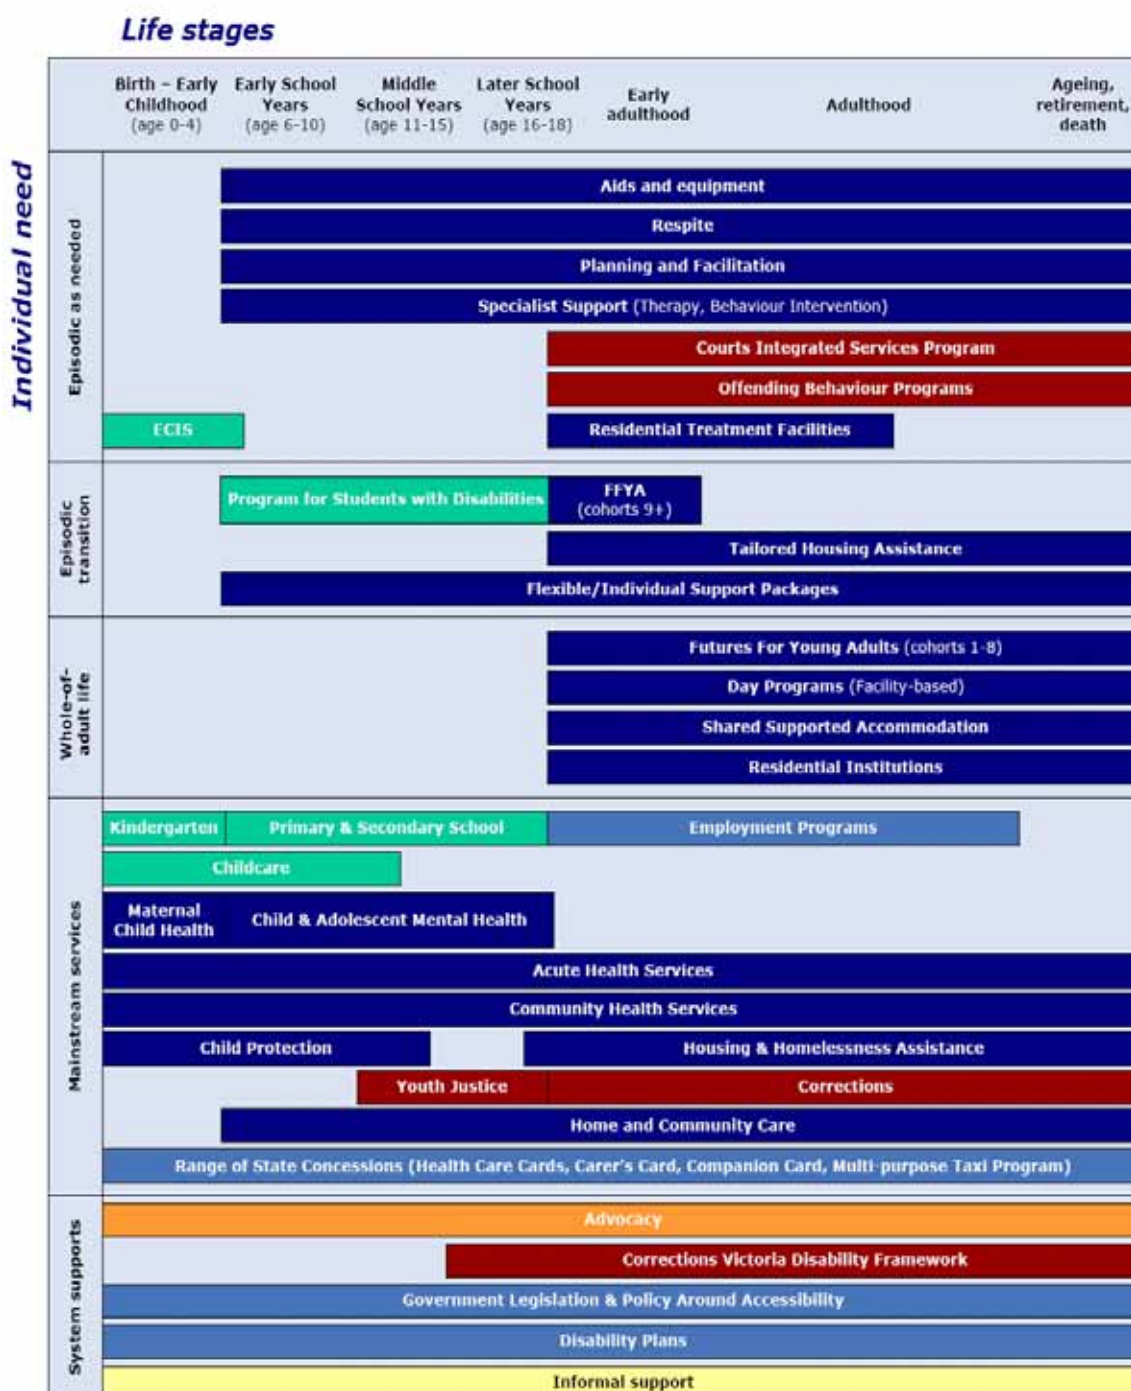 Life stages
Birth – Early Childhood (age 0-4)
Early School Years (age 6-10)
Middle School Years (age 11-15)
Later School Years (age 16-18)
Early adulthood
Adulthood
Ageing, retirement, death
Individual need
Episodic as needed
Aids and equipment
Respite
Planning and Facilitation
Specialist Support (Therapy, Behaviour Intervention)
Courts Integrated Services Program
Offending Behaviour Programs
ECIS
Residential Treatment Facilities
Episodic transition
Program for Students with Disabilities
FFYA (cohorts 9+)
Tailored Housing Assistance
Flexible/Individual Support Packages
Whole-of-adult life
Futures For Young Adults (cohorts 1-8)
Day Programs (Facility-based)
Shared Supported Accommodation
Residential Institutions
Mainstream services
Kindergarten
Primary & Secondary School
Employment Programs
Childcare
Maternal Child Health
Child & Adolescent Mental Health
Acute Health Services
Community Health Services
Child Protection
Housing & Homelessness Assistance
Youth Justice
Corrections
Home and Community Care
Range of State Concessions (Health Care Cards, Carer's Card, Companion Card, Multi-purpose Taxi Program)
System supports
Advocacy
Corrections Victoria Disability Framework
Government Legislation & Policy Around Accessibility
Disability Plans
Informal support